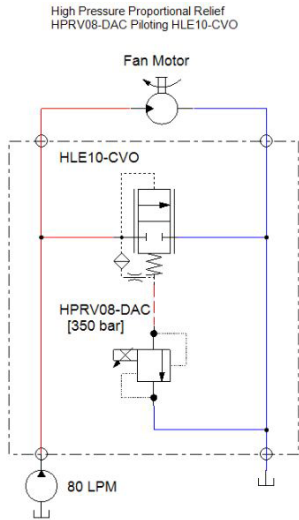 High Pressure Proportional Relief
HPRV08-DAC Piloting HLE10-CVO
Fan Motor
HLE10-CVO
HPRV08-DAC
[350 bar]
80 LPM